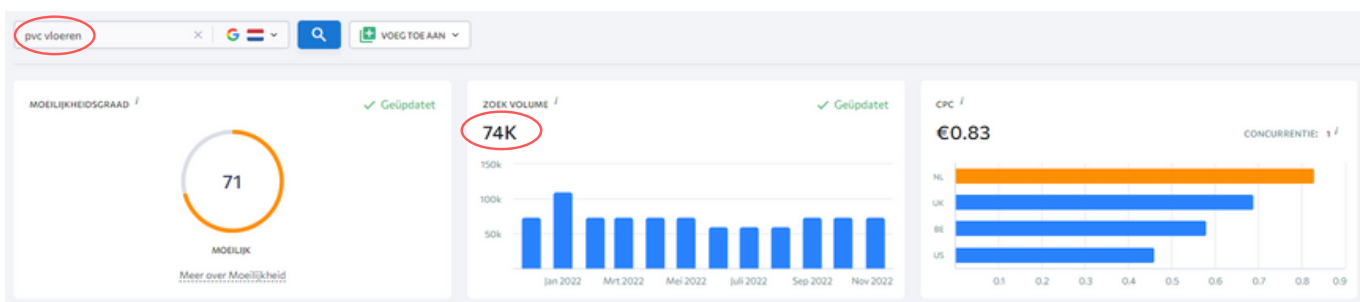 pvc vloeren
VOEG TOE AAN
MOEILIJKHEIDSGRAAD i
Geüpdatet
71
MOEILIJK
Meer over Moeilijkheid
ZOEK VOLUME i
Geüpdatet
74K
150k
100k
50k
Jan 2022 Mrt 2022 Mei 2022 Juli 2022 Sep 2022 Nov 2022
CPC i
€0.83
CONCURRENTIE: 1 i
NL
UK
BE
US
0.1 0.2 0.3 0.4 0.5 0.6 0.7 0.8 0.9